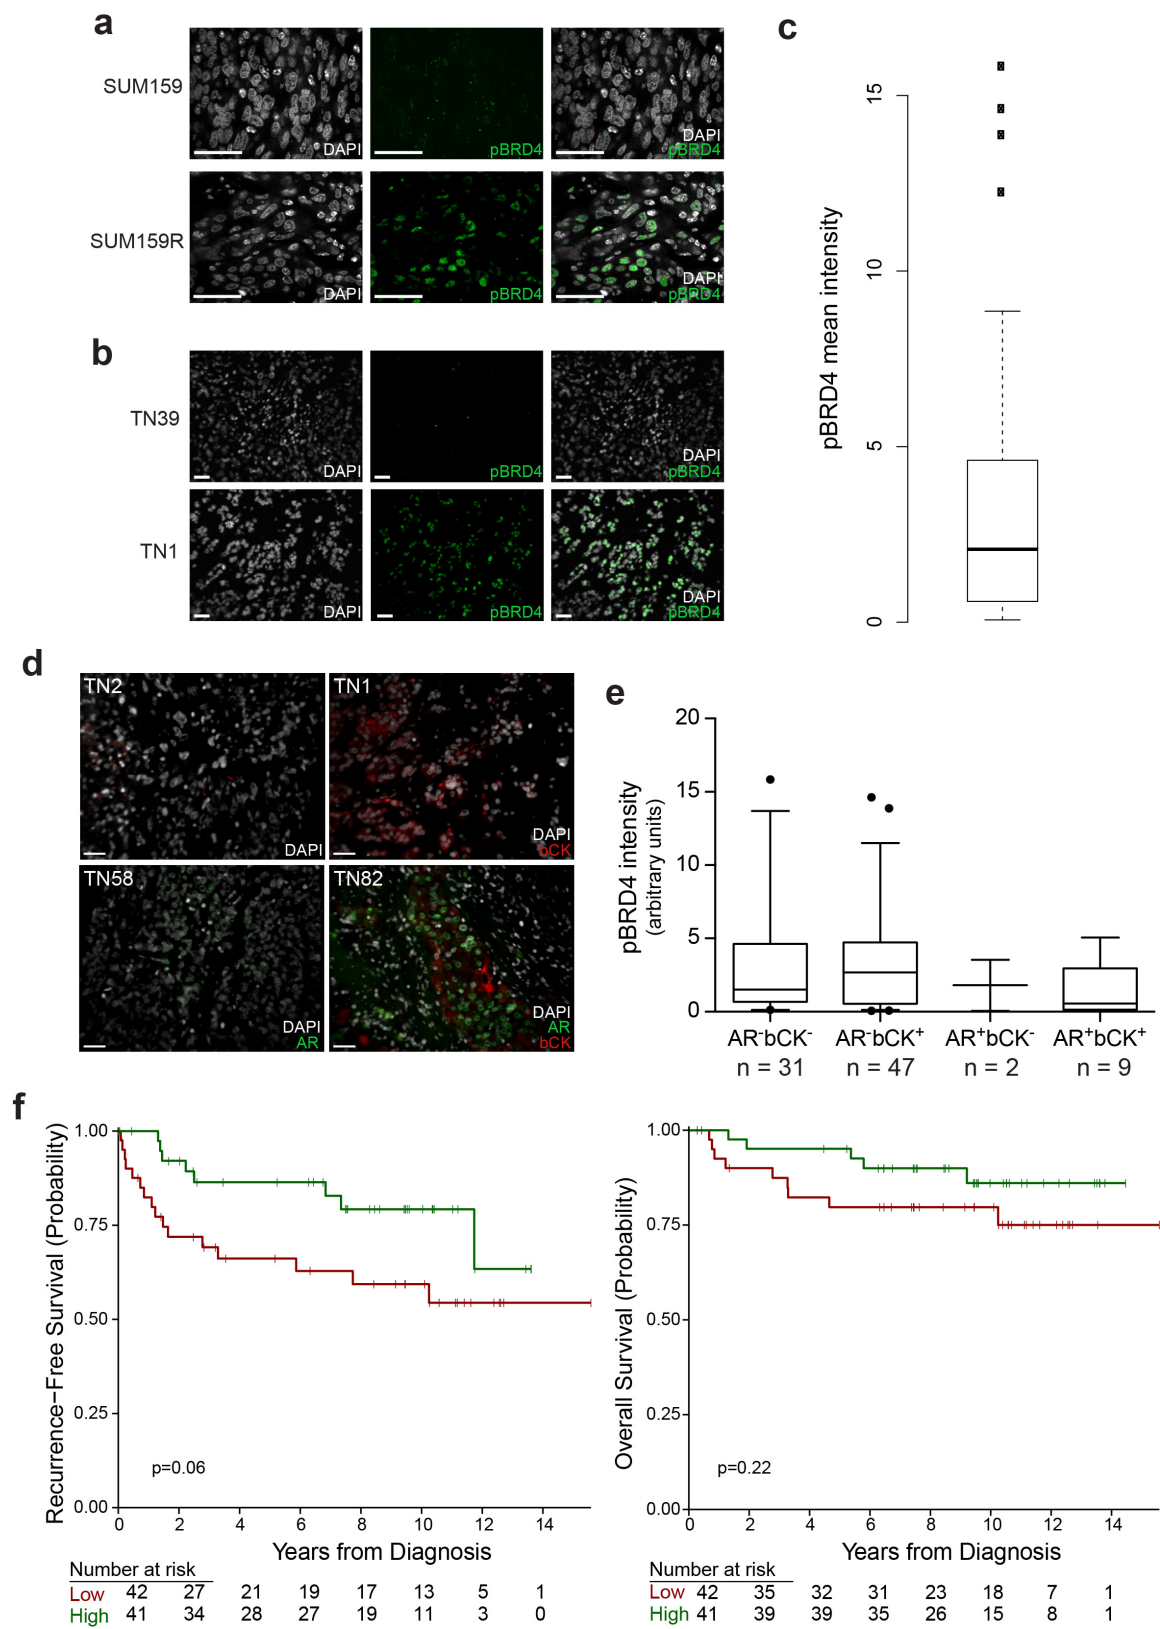 a
SUM159
DAPI
pBRD4
DAPI
pBRD4
SUM159R
DAPI
pBRD4
DAPI
pBRD4
b
TN39
DAPI
pBRD4
DAPI
pBRD4
TN1
DAPI
pBRD4
DAPI
pBRD4
c
pBRD4 mean intensity
15
10
5
0
d
TN2
DAPI
TN1
DAPI
bCK
TN58
DAPI
AR
TN82
DAPI
AR
bCK
e
pBRD4 intensity
(arbitrary units)
20
15
10
5
0
AR⁻bCK⁻ AR⁻bCK⁺ AR⁺bCK⁻ AR⁺bCK⁺
n = 31 n = 47 n = 2 n = 9
f
Recurrence−Free Survival (Probability)
1.00
0.75
0.50
0.25
0.00
p=0.06
0 2 4 6 8 10 12 14
Years from Diagnosis
Number at risk
Low 42 27 21 19 17 13 5 1
High 41 34 28 27 19 11 3 0
Overall Survival (Probability)
1.00
0.75
0.50
0.25
0.00
p=0.22
0 2 4 6 8 10 12 14
Years from Diagnosis
Number at risk
Low 42 35 32 31 23 18 7 1
High 41 39 39 35 26 15 8 1